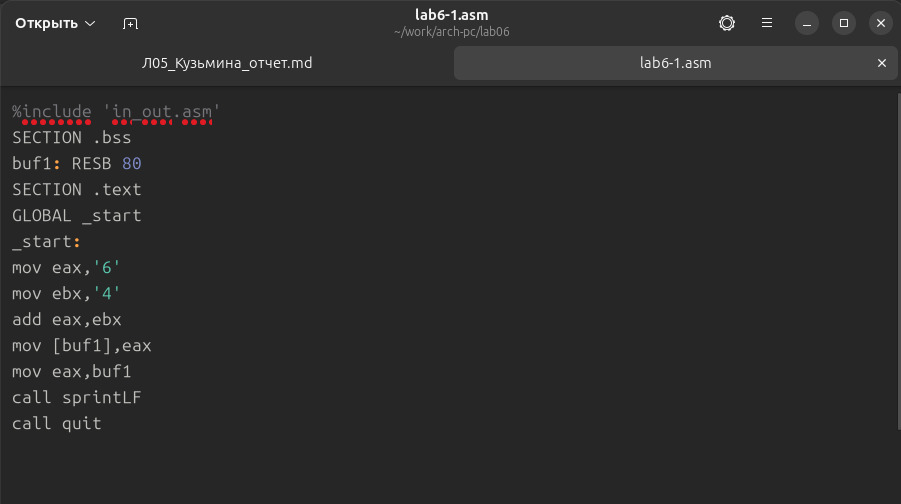 Открыть
lab6-1.asm
~/work/arch-pc/lab06
Л05_Кузьмина_отчет.md
lab6-1.asm
%include 'in_out.asm'
SECTION .bss
buf1: RESB 80
SECTION .text
GLOBAL _start
_start:
mov eax,'6'
mov ebx,'4'
add eax,ebx
mov [buf1],eax
mov eax,buf1
call sprintLF
call quit